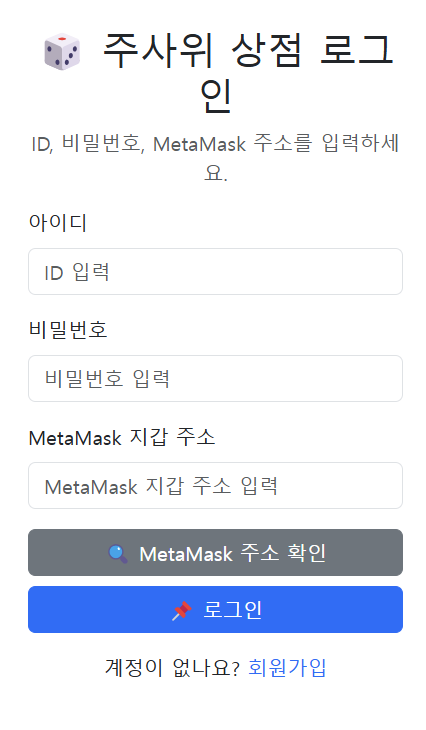 🎲 주사위 상점 로그
인
ID, 비밀번호, MetaMask 주소를 입력하세
요.
아이디
ID 입력
비밀번호
비밀번호 입력
MetaMask 지갑 주소
MetaMask 지갑 주소 입력
🔍 MetaMask 주소 확인
📌 로그인
계정이 없나요? 회원가입